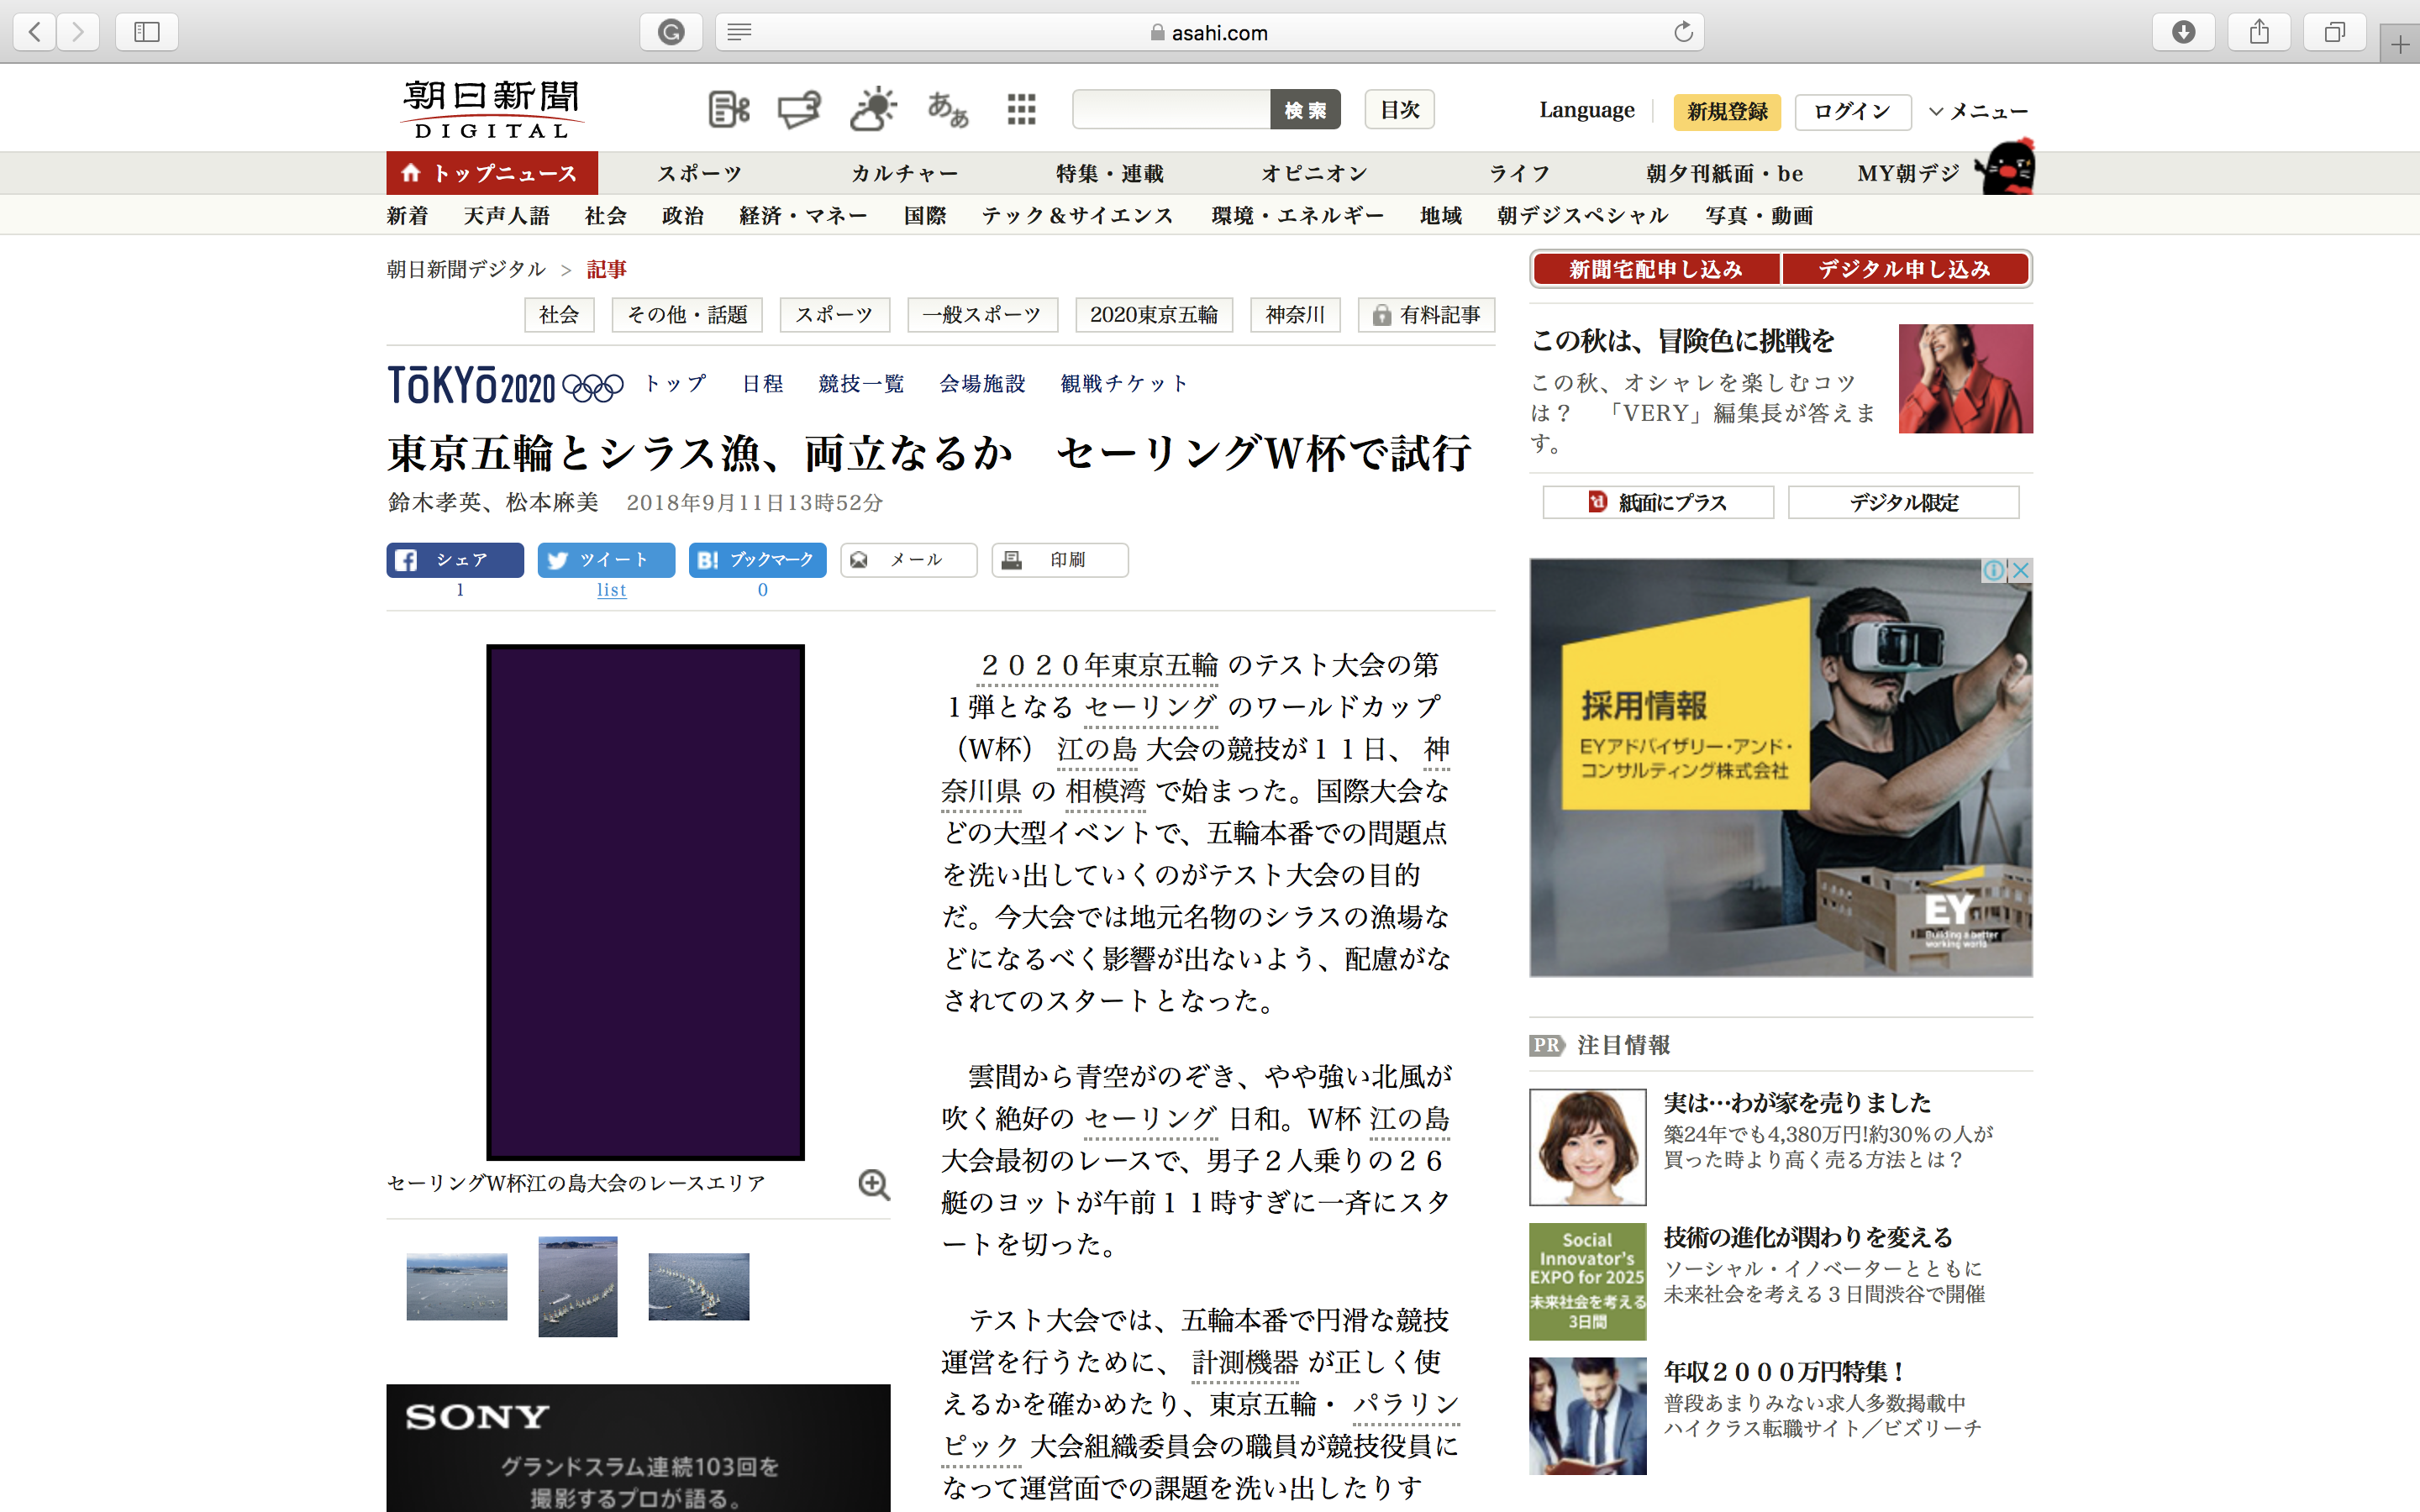 asahi.com
朝日新聞
DIGITAL
ああ
検索
目次
Language
新規登録
ログイン
メニュー
トップニュース
スポーツ
カルチャー
特集・連載
オピニオン
ライフ
朝夕刊紙面・be
MY朝デジ
新着
天声人語
社会
政治
経済・マネー
国際
テック&サイエンス
環境・エネルギー
地域
朝デジスペシャル
写真・動画
朝日新聞デジタル > 記事
社会
その他・話題
スポーツ
一般スポーツ
2020東京五輪
神奈川
有料記事
TōKYō 2020
トップ
日程
競技一覧
会場施設
観戦チケット
東京五輪とシラス漁、両立なるか　セーリングW杯で試行
鈴木孝英、松本麻美　2018年9月11日13時52分
シェア
1
ツイート
list
B! ブックマーク
0
メール
印刷
セーリングW杯江の島大会のレースエリア
SONY
グランドスラム連続103回を
撮影するプロが語る。
２０２０年東京五輪のテスト大会の第
１弾となるセーリングのワールドカップ
（W杯）江の島大会の競技が１１日、神
奈川県の相模湾で始まった。国際大会な
どの大型イベントで、五輪本番での問題点
を洗い出していくのがテスト大会の目的
だ。今大会では地元名物のシラスの漁場な
どになるべく影響が出ないよう、配慮がな
されてのスタートとなった。
雲間から青空がのぞき、やや強い北風が
吹く絶好のセーリング日和。W杯江の島
大会最初のレースで、男子２人乗りの２６
艇のヨットが午前１１時すぎに一斉にスタ
ートを切った。
テスト大会では、五輪本番で円滑な競技
運営を行うために、計測機器が正しく使
えるかを確かめたり、東京五輪・パラリン
ピック大会組織委員会の職員が競技役員に
なって運営面での課題を洗い出したりす
新聞宅配申し込み
デジタル申し込み
この秋は、冒険色に挑戦を
この秋、オシャレを楽しむコツ
は？　「VERY」編集長が答えま
す。
紙面にプラス
デジタル限定
採用情報
EYアドバイザリー・アンド・
コンサルティング株式会社
EY
Building a better
working world
PR 注目情報
実は…わが家を売りました
築24年でも4,380万円!約30％の人が
買った時より高く売る方法とは？
Social
Innovator's
EXPO for 2025
未来社会を考える
3日間
技術の進化が関わりを変える
ソーシャル・イノベーターとともに
未来社会を考える３日間渋谷で開催
年収２０００万円特集！
普段あまりみない求人多数掲載中
ハイクラス転職サイト／ビズリーチ